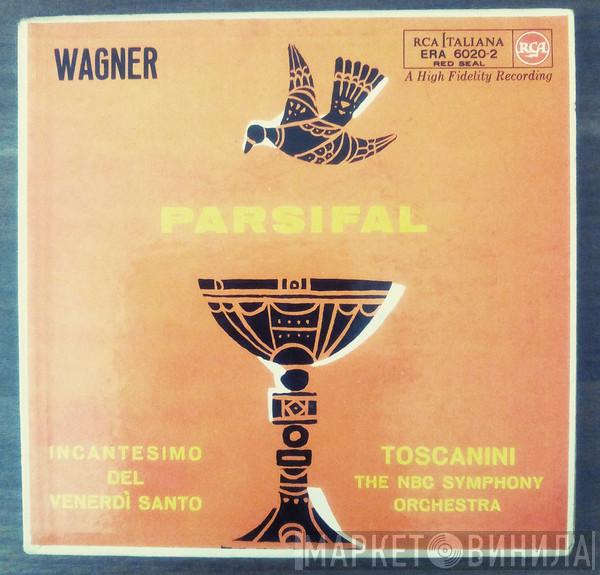 WAGNER
RCA ITALIANA
ERA 6020-2
RED SEAL
RCA
A High Fidelity Recording
PARSIFAL
INCANTESIMO
DEL
VENERDÌ SANTO
TOSCANINI
THE NBC SYMPHONY
ORCHESTRA
МАРКЕТ ВИНИЛА